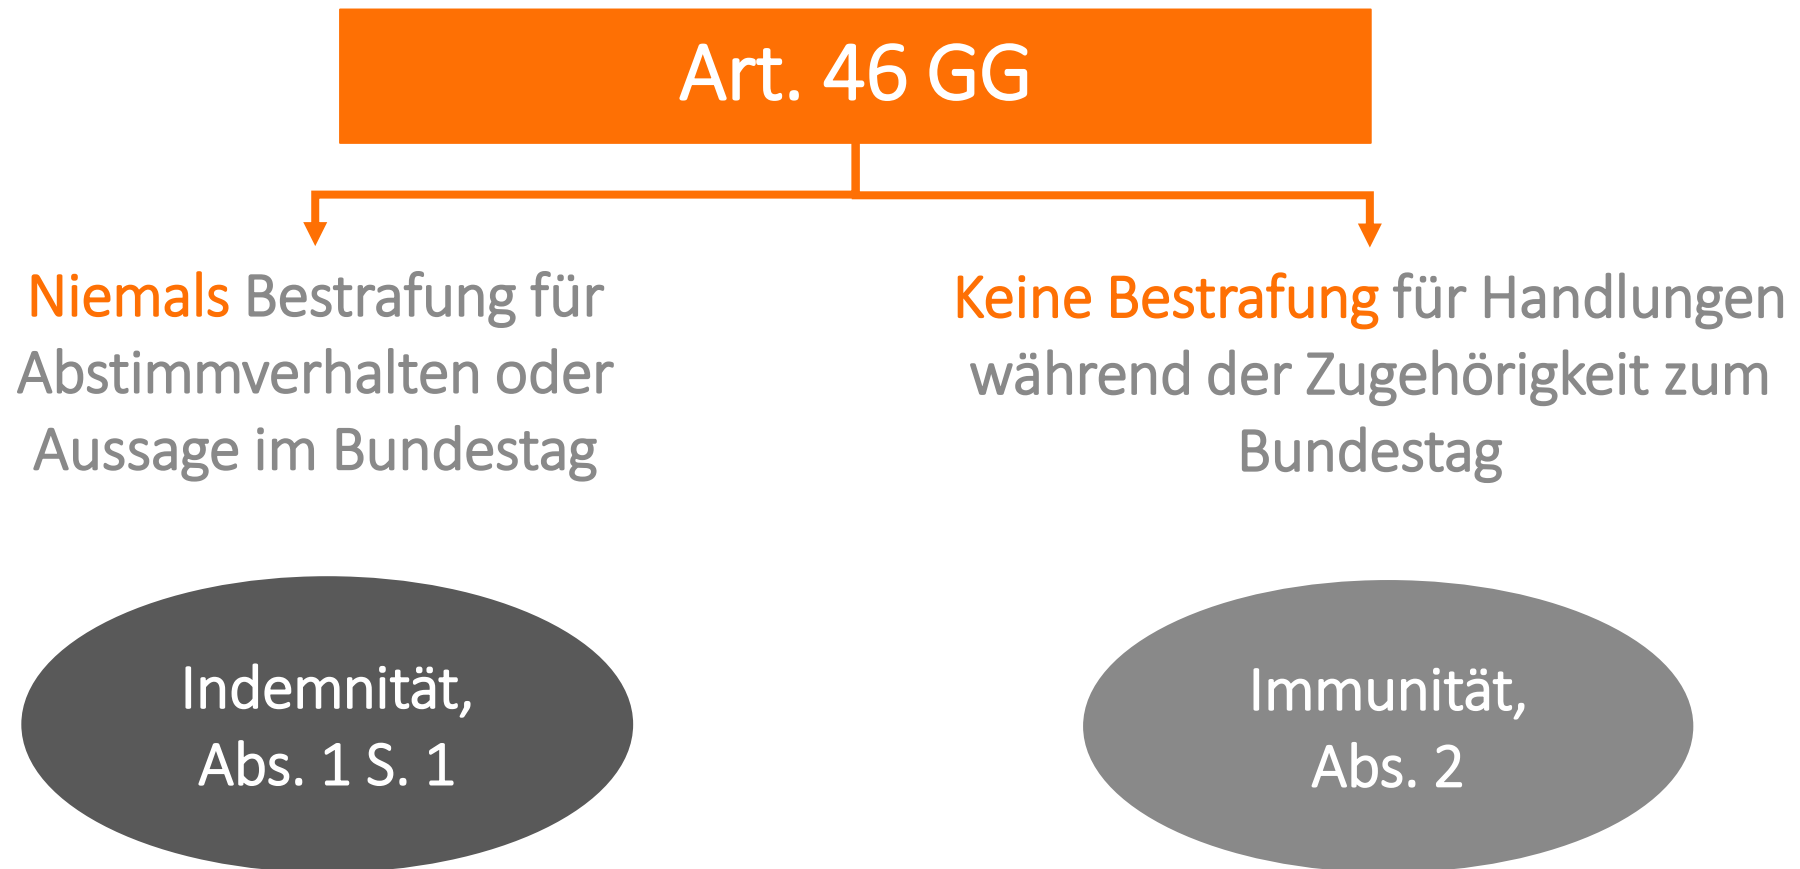 Art. 46 GG
Niemals Bestrafung für
Abstimmverhalten oder
Aussage im Bundestag
Keine Bestrafung für Handlungen
während der Zugehörigkeit zum
Bundestag
Indemnität,
Abs. 1 S. 1
Immunität,
Abs. 2